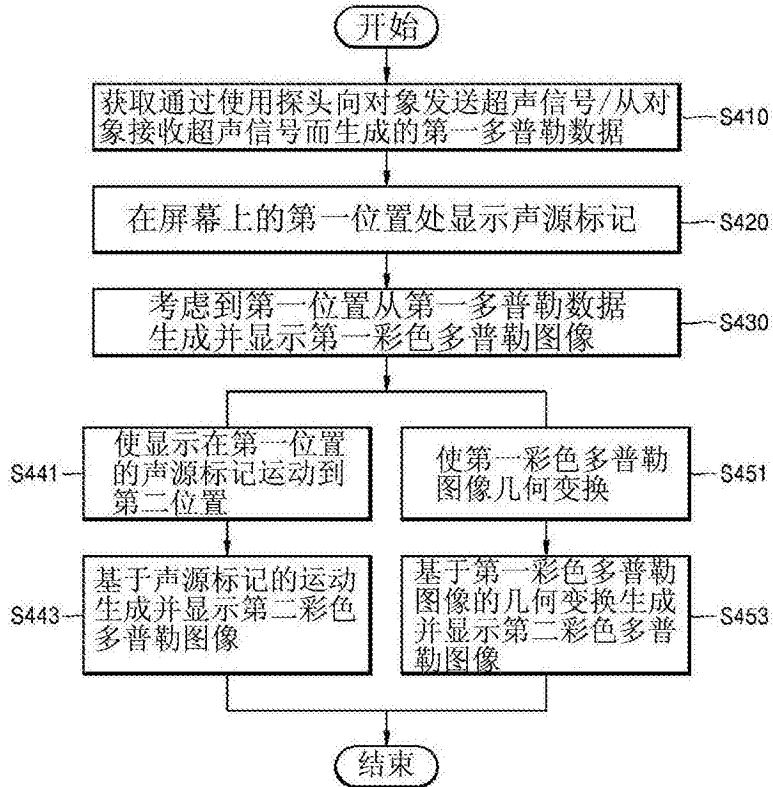 开始
获取通过使用探头向对象发送超声信号/从对
象接收超声信号而生成的第一多普勒数据
S410
在屏幕上的第一位置处显示声源标记
S420
考虑到第一位置从第一多普勒数据
生成并显示第一彩色多普勒图像
S430
S441
使显示在第一位置
的声源标记运动到
第二位置
使第一彩色多普勒
图像几何变换
S451
S443
基于声源标记的运动
生成并显示第二彩色
多普勒图像
基于第一彩色多普勒
图像的几何变换生成
并显示第二彩色多普
勒图像
S453
结束